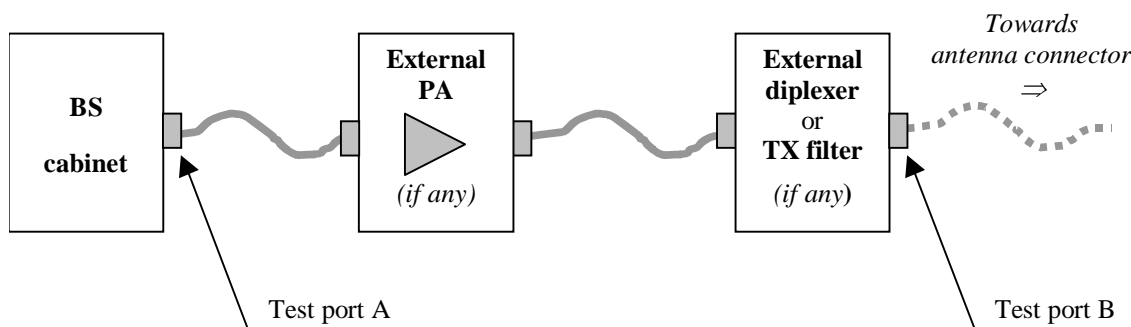 BS
cabinet
External
PA
(if any)
External
diplexer
or
TX filter
(if any)
Towards
antenna connector
⇒
Test port A
Test port B